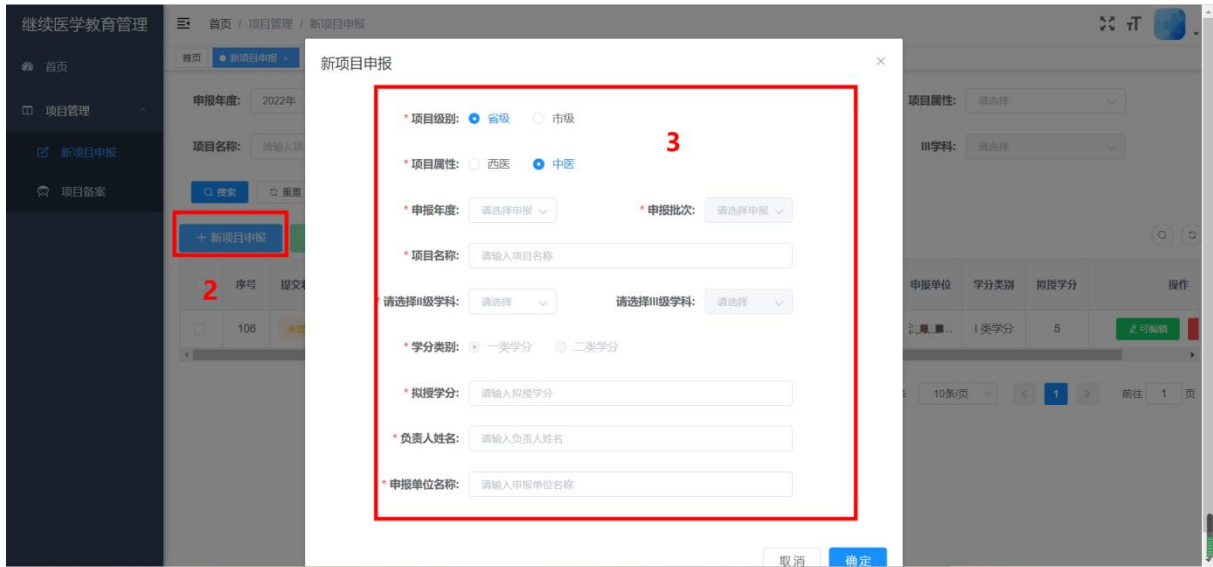 继续医学教育管理
首页 / 项目管理 / 新项目申报
首页
首页 新项目申报 ×
项目管理
新项目申报
项目备案
申报年度: 2022年
项目属性: 请选择
项目名称: 请输入项
III学科: 请选择
搜索 重置
+ 新项目申报
2
序号 提交 申报单位 学分类别 拟授学分 操作
106 I 类学分 5 可编辑
10条/页 < 1 > 前往 1 页
新项目申报 ×
3
* 项目级别: 省级 市级
* 项目属性: 西医 中医
* 申报年度: 请选择申报 * 申报批次: 请选择申报
* 项目名称: 请输入项目名称
* 请选择II级学科: 请选择 请选择III级学科: 请选择
* 学分类别: 一类学分 二类学分
* 拟授学分: 请输入拟授学分
* 负责人姓名: 请输入负责人姓名
* 申报单位名称: 请输入申报单位名称
取消 确定